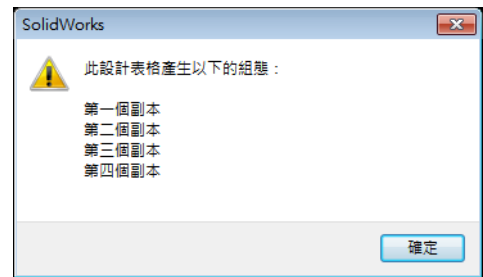 SolidWorks
此設計表格產生以下的組態：
第一個副本
第二個副本
第三個副本
第四個副本
確定